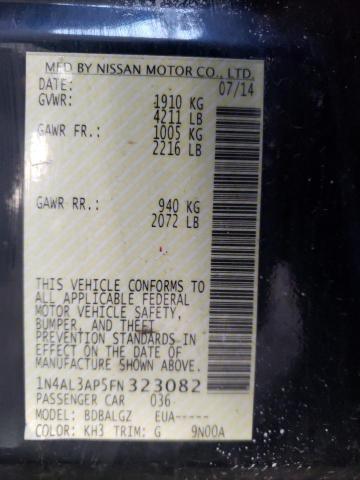 MFD BY NISSAN MOTOR CO., LTD.
DATE: 07/14
GVWR: 1910 KG
4211 LB
GAWR FR.: 1005 KG
2216 LB
GAWR RR.: 940 KG
2072 LB
THIS VEHICLE CONFORMS TO
ALL APPLICABLE FEDERAL
MOTOR VEHICLE SAFETY,
BUMPER, AND THEFT
PREVENTION STANDARDS IN
EFFECT ON THE DATE OF
MANUFACTURE SHOWN ABOVE.
1N4AL3AP5FN 323082
PASSENGER CAR 036
MODEL: BDBALGZ EUA-----
COLOR: KH3 TRIM: G 9N00A